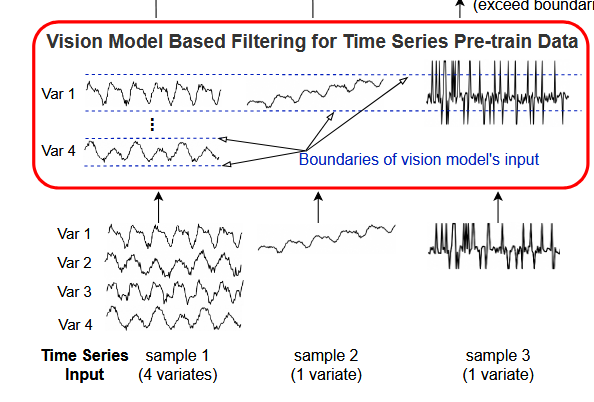 (exceed boundari
Vision Model Based Filtering for Time Series Pre-train Data
Var 1
Var 4
Boundaries of vision model's input
Var 1
Var 2
Var 3
Var 4
Time Series Input
sample 1
(4 variates)
sample 2
(1 variate)
sample 3
(1 variate)